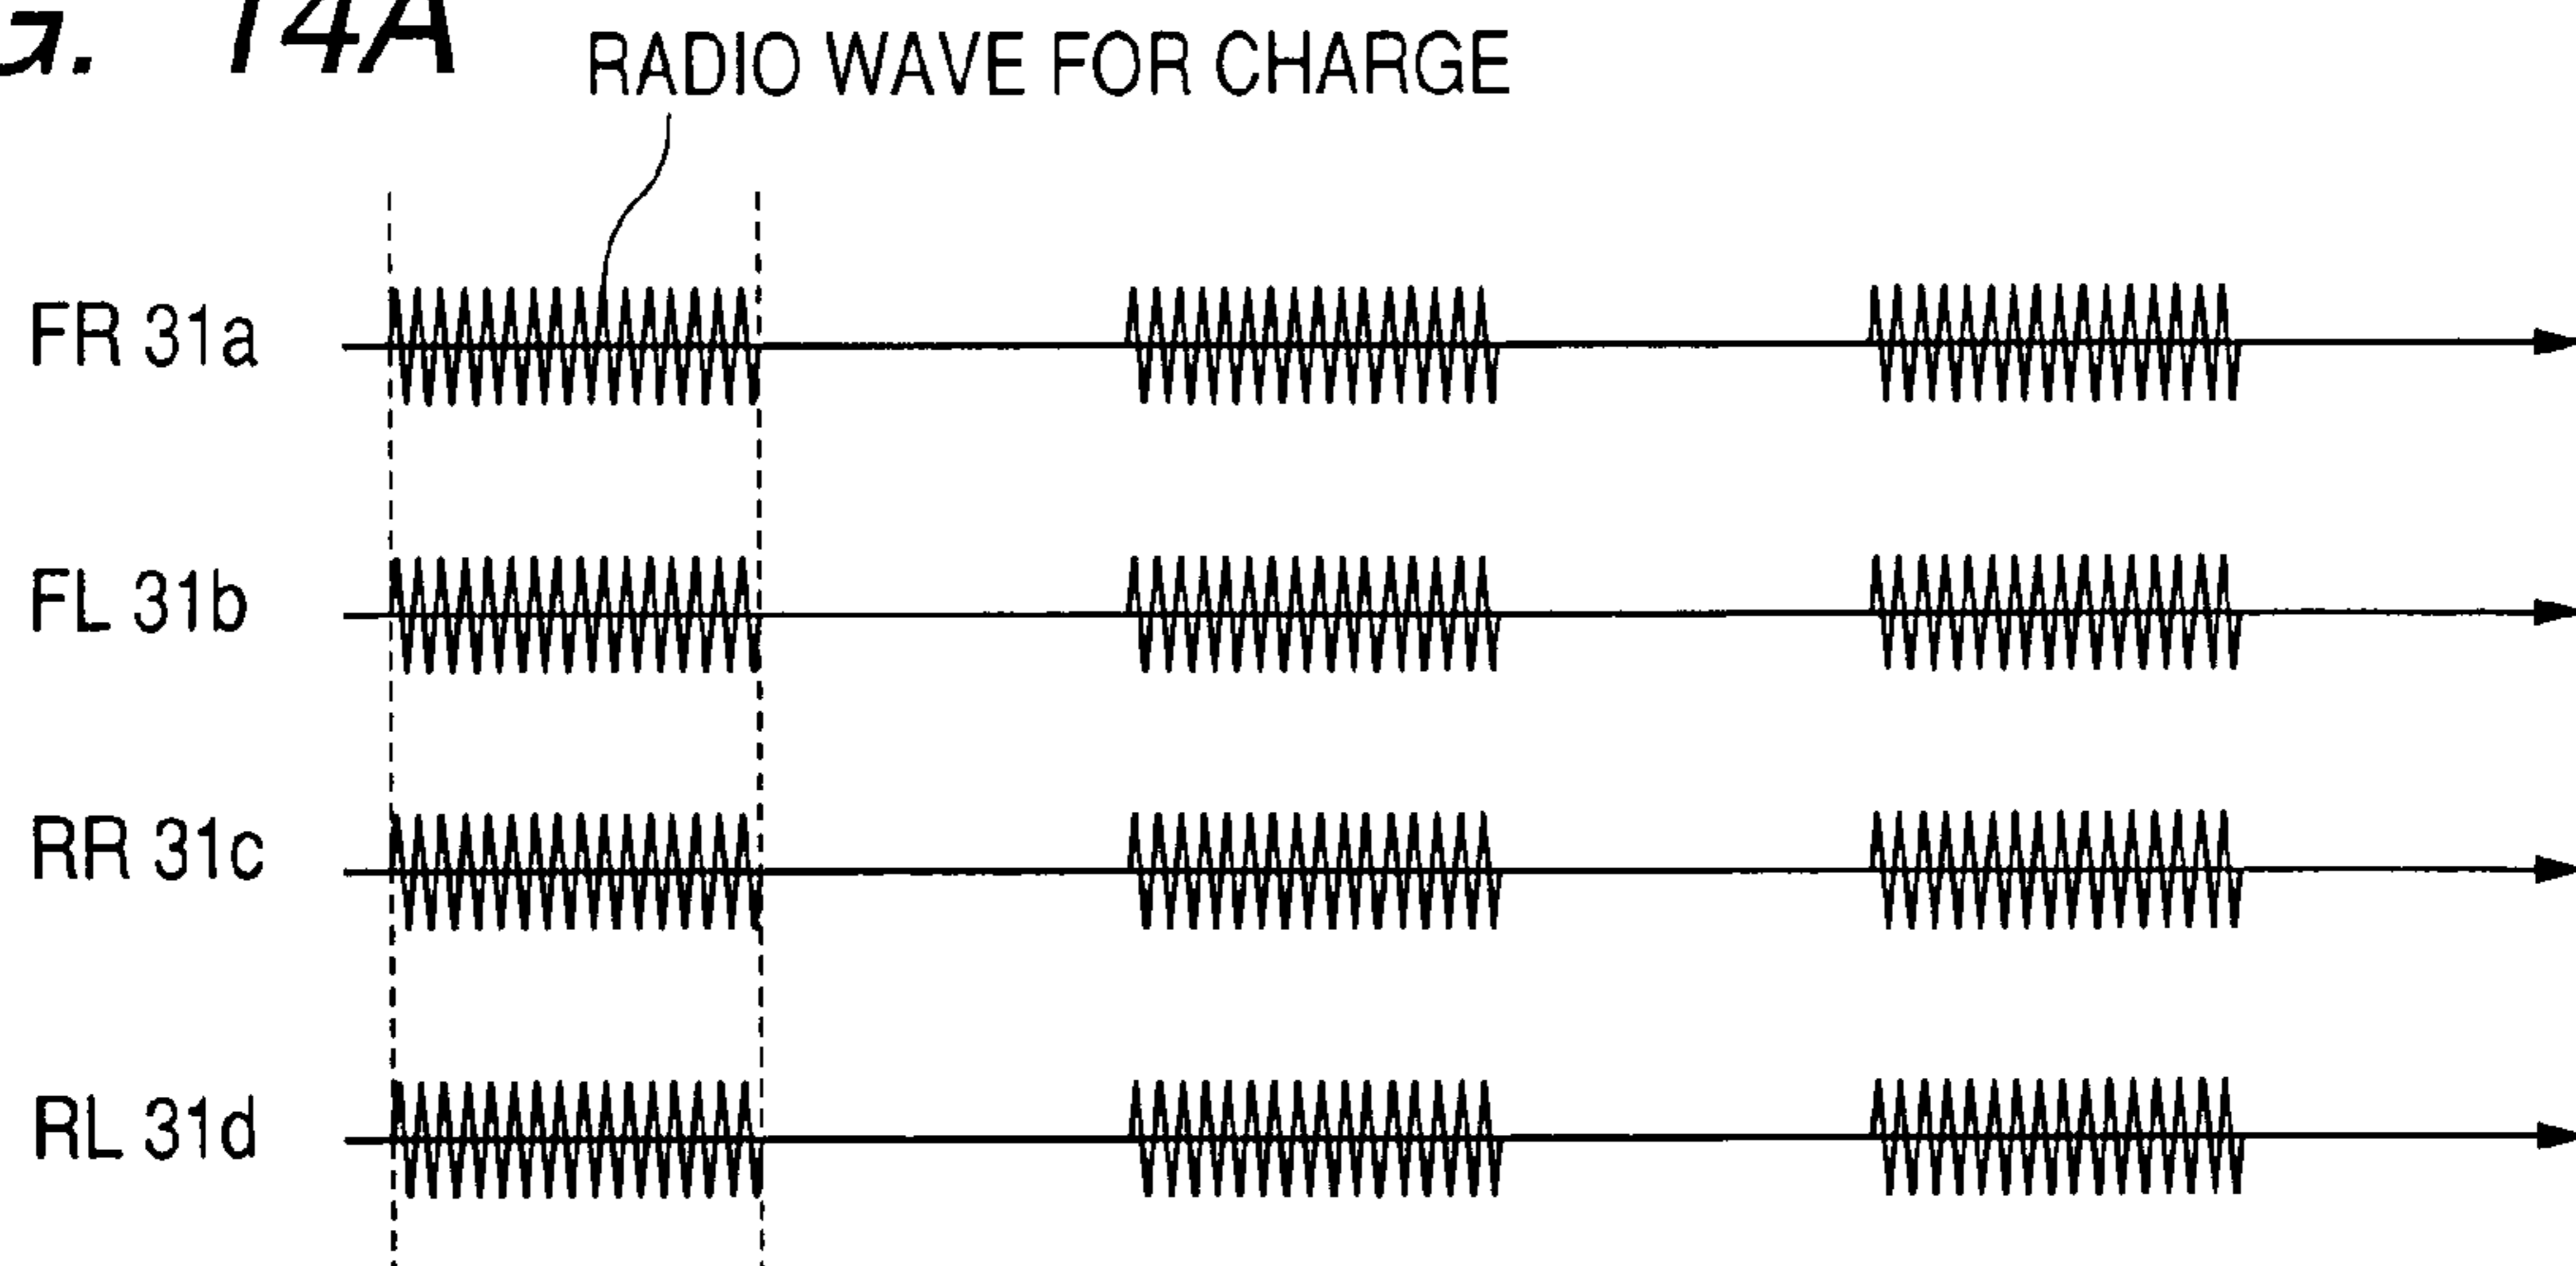 G. 14A
RADIO WAVE FOR CHARGE
FR 31a
FL 31b
RR 31c
RL 31d